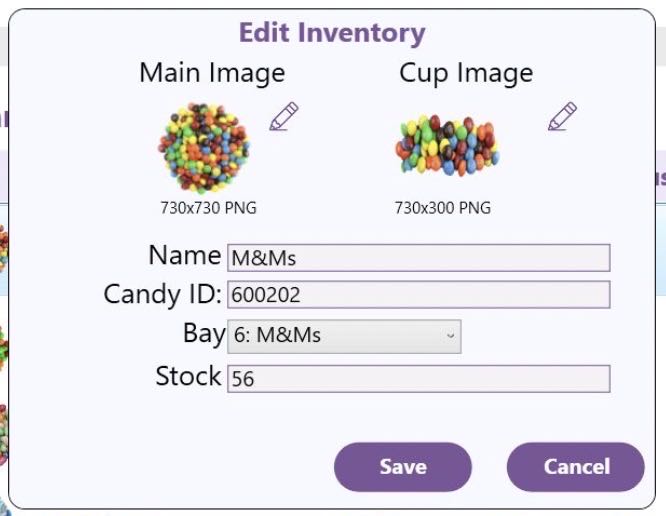 Edit Inventory
Main Image Cup Image
730x730 PNG 730x300 PNG
Name M&Ms
Candy ID: 600202
Bay 6: M&Ms
Stock 56
Save Cancel